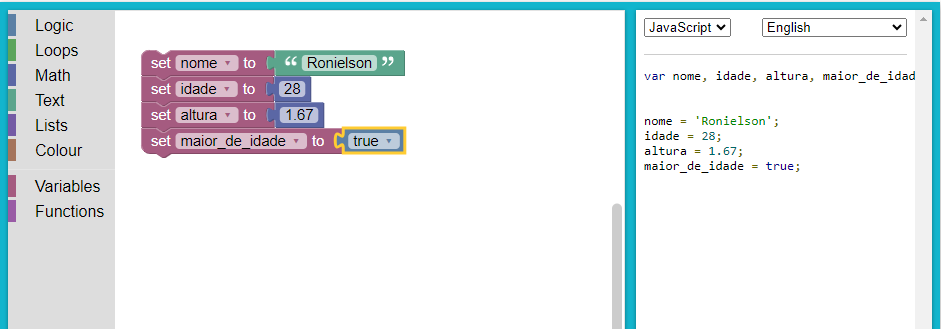 Logic
Loops
Math
Text
Lists
Colour
Variables
Functions
set nome to “ Ronielson ”
set idade to 28
set altura to 1.67
set maior_de_idade to true
JavaScript English
var nome, idade, altura, maior_de_idad
nome = 'Ronielson';
idade = 28;
altura = 1.67;
maior_de_idade = true;